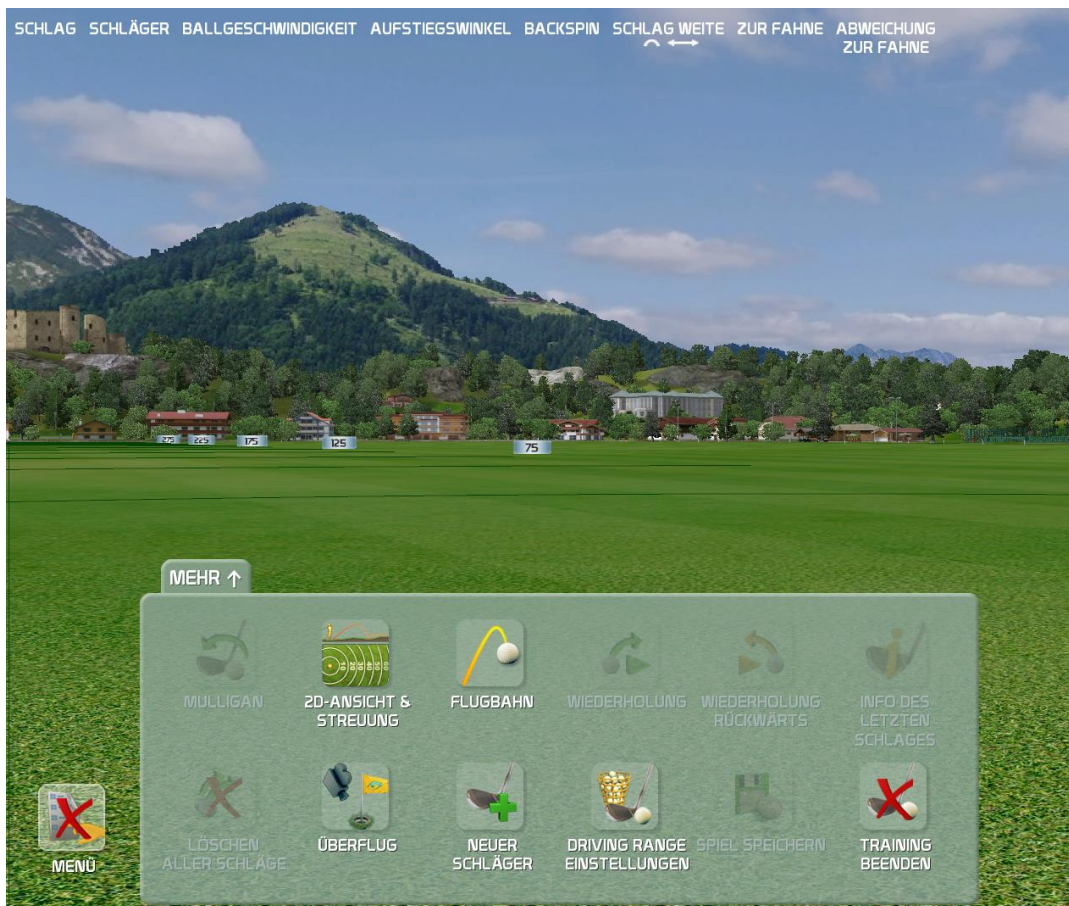 SCHLAG SCHLÄGER BALLGESCHWINDIGKEIT AUFSTIEGSWINKEL BACKSPIN SCHLAG WEITE ZUR FAHNE ABWEICHUNG
ZUR FAHNE
275 225 175 125 75
MEHR ↑
MULLIGAN
2D-ANSICHT &
STREUUNG
FLUGBAHN
WIEDERHOLUNG
WIEDERHOLUNG
RÜCKWÄRTS
INFO DES
LETZTEN
SCHLAGES
LÖSCHEN
ALLER SCHLÄGE
ÜBERFLUG
NEUER
SCHLÄGER
DRIVING RANGE
EINSTELLUNGEN
SPIEL SPEICHERN
TRAINING
BEENDEN
MENÜ